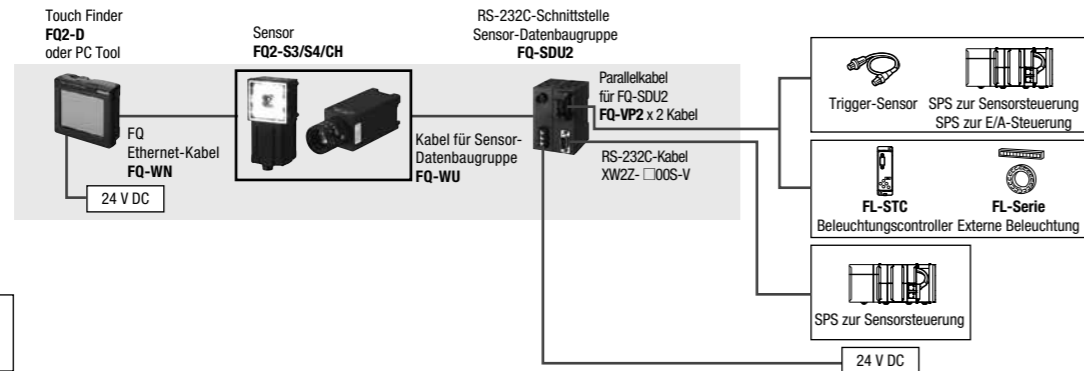 Touch Finder
FQ2-D
oder PC Tool
Sensor
FQ2-S3/S4/CH
RS-232C-Schnittstelle
Sensor-Datenbaugruppe
FQ-SDU2
FQ
Ethernet-Kabel
FQ-WN
24 V DC
Kabel für Sensor-
Datenbaugruppe
FQ-WU
Parallelkabel
für FQ-SDU2
FQ-VP2 x 2 Kabel
RS-232C-Kabel
XW2Z- □00S-V
Trigger-Sensor
SPS zur Sensorsteuerung
SPS zur E/A-Steuerung
FL-STC
Beleuchtungscontroller
FL-Serie
Externe Beleuchtung
SPS zur Sensorsteuerung
24 V DC